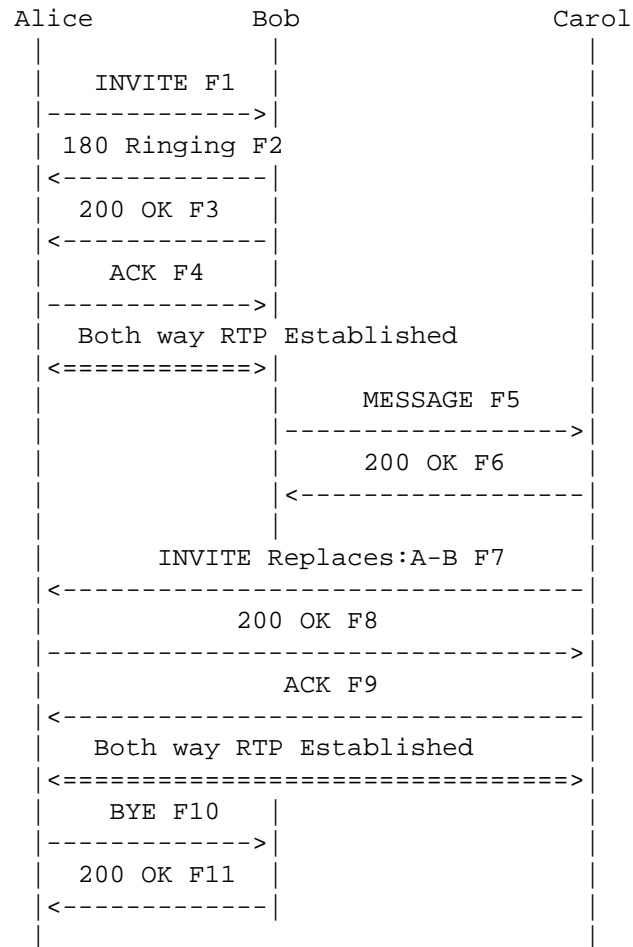 Alice Bob Carol
INVITE F1
180 Ringing F2
200 OK F3
ACK F4
Both way RTP Established
MESSAGE F5
200 OK F6
INVITE Replaces:A-B F7
200 OK F8
ACK F9
Both way RTP Established
BYE F10
200 OK F11